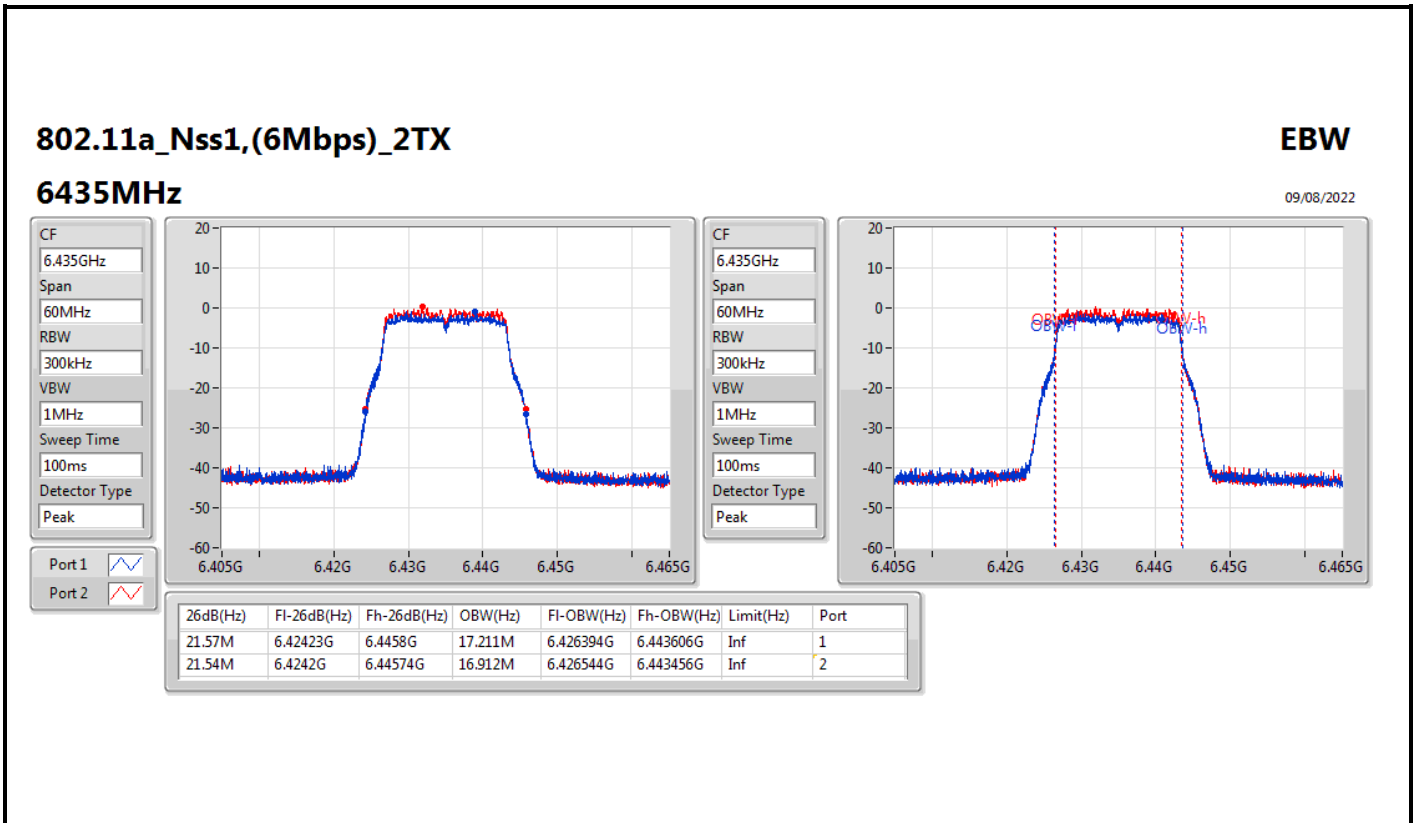 802.11a_Nss1,(6Mbps)_2TX EBW
6435MHz 09/08/2022
CF
6.435GHz
Span
60MHz
RBW
300kHz
VBW
1MHz
Sweep Time
100ms
Detector Type
Peak
Port 1
Port 2
20
10
0
-10
-20
-30
-40
-50
-60
6.405G 6.42G 6.43G 6.44G 6.45G 6.465G
CF
6.435GHz
Span
60MHz
RBW
300kHz
VBW
1MHz
Sweep Time
100ms
Detector Type
Peak
20
10
0
-10
-20
-30
-40
-50
-60
OBW-l OBW-h
6.405G 6.42G 6.43G 6.44G 6.45G 6.465G
26dB(Hz) Fl-26dB(Hz) Fh-26dB(Hz) OBW(Hz) Fl-OBW(Hz) Fh-OBW(Hz) Limit(Hz) Port
21.57M 6.42423G 6.4458G 17.211M 6.426394G 6.443606G Inf 1
21.54M 6.4242G 6.44574G 16.912M 6.426544G 6.443456G Inf 2